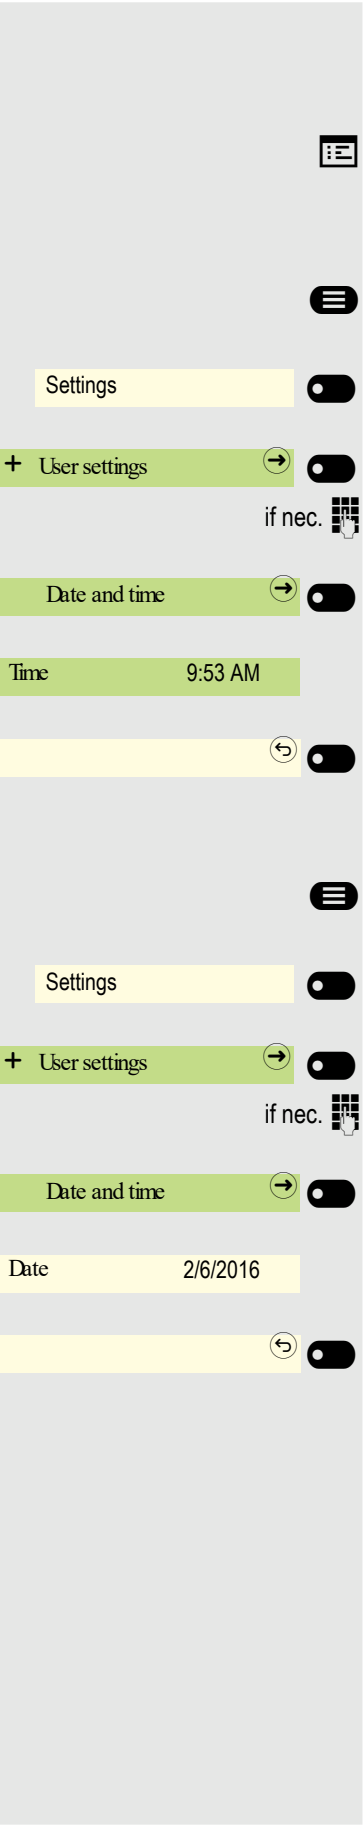 Settings
+ User settings
if nec.
Date and time
Time 9:53 AM
Settings
+ User settings
if nec.
Date and time
Date 2/6/2016